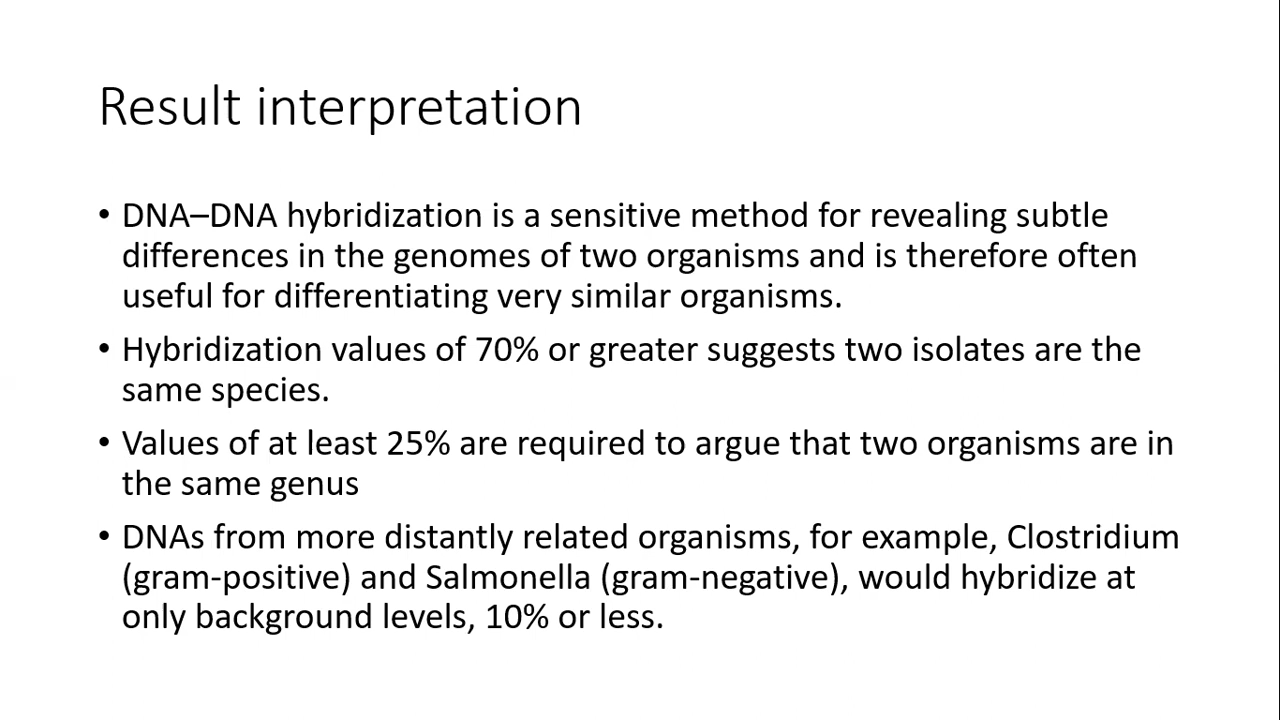 Result interpretation
• DNA–DNA hybridization is a sensitive method for revealing subtle
differences in the genomes of two organisms and is therefore often
useful for differentiating very similar organisms.
• Hybridization values of 70% or greater suggests two isolates are the
same species.
• Values of at least 25% are required to argue that two organisms are in
the same genus
• DNAs from more distantly related organisms, for example, Clostridium
(gram-positive) and Salmonella (gram-negative), would hybridize at
only background levels, 10% or less.